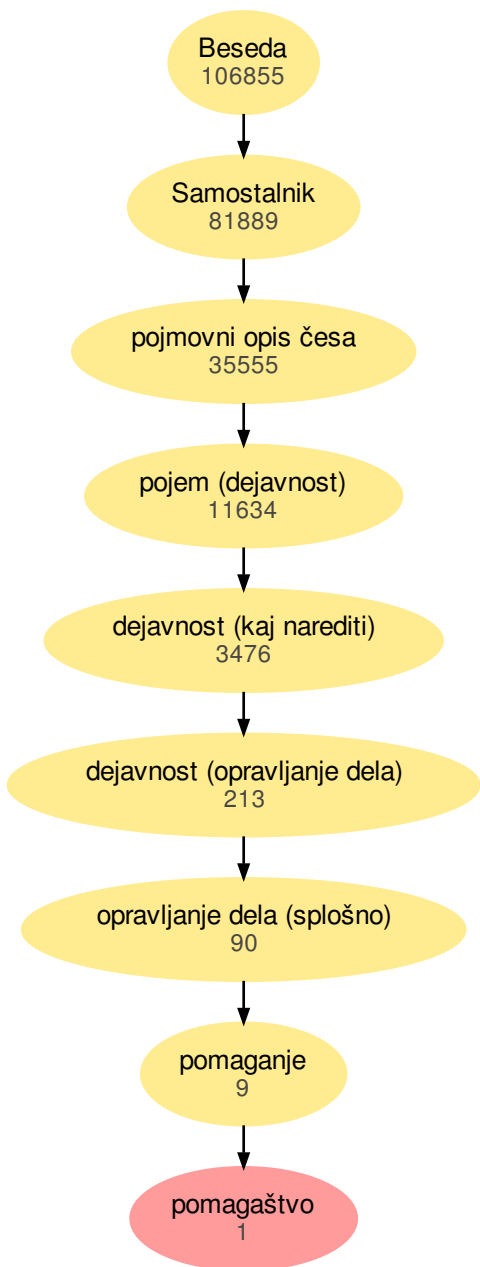 Beseda
106855
Samostalnik
81889
pojmovni opis česa
35555
pojem (dejavnost)
11634
dejavnost (kaj narediti)
3476
dejavnost (opravljanje dela)
213
opravljanje dela (splošno)
90
pomaganje
9
pomagaštvo
1